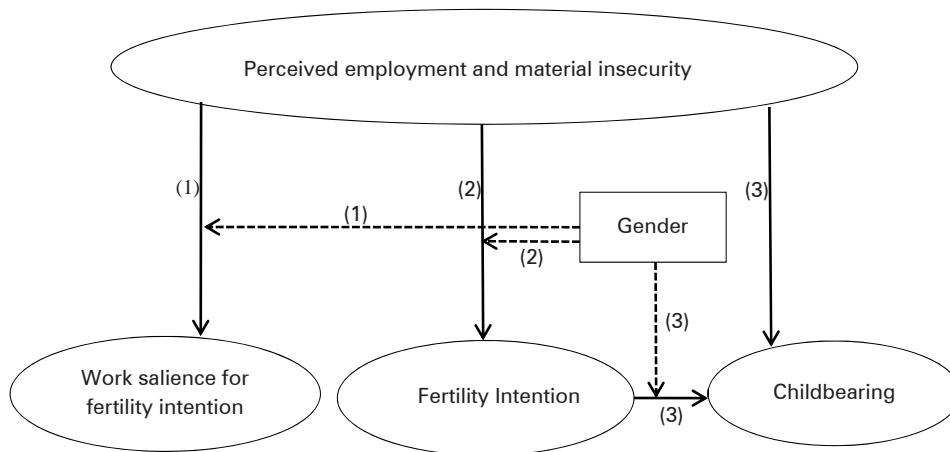 Perceived employment and material insecurity
(1)
(2)
(3)
(1)
Gender
(2)
(3)
Work salience for
fertility intention
Fertility Intention
(3)
Childbearing